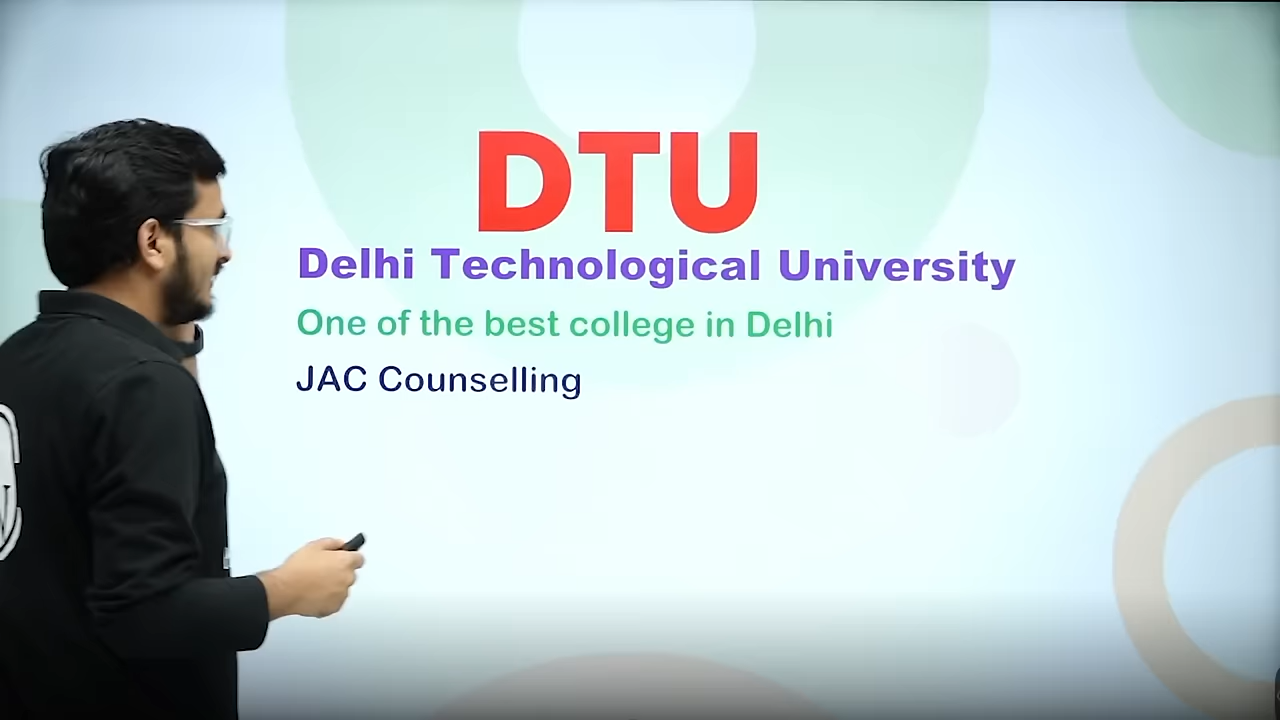 DTU
Delhi Technological University
One of the best college in Delhi
JAC Counselling